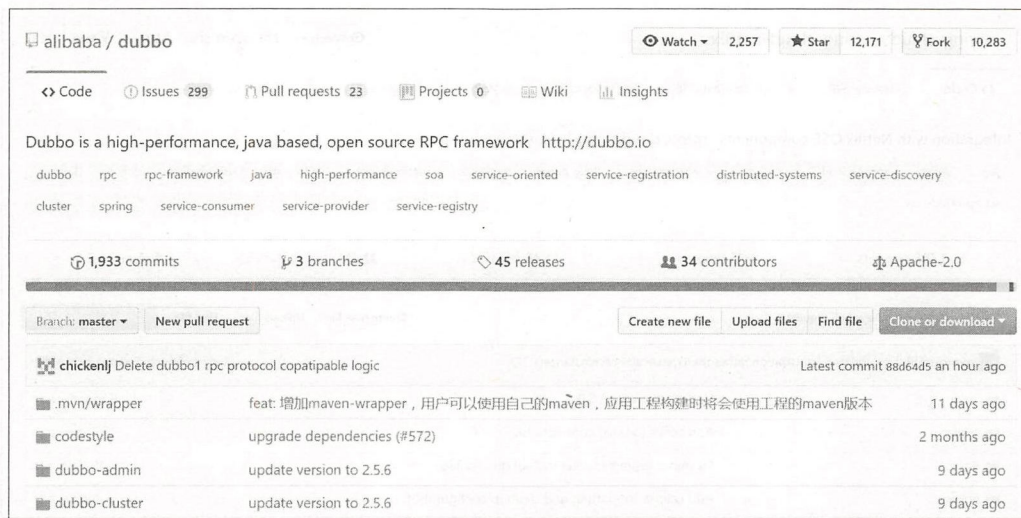 alibaba / dubbo
Watch 2,257 Star 12,171 Fork 10,283
<> Code Issues 299 Pull requests 23 Projects 0 Wiki Insights
Dubbo is a high-performance, java based, open source RPC framework http://dubbo.io
dubbo rpc rpc-framework java high-performance soa service-oriented service-registration distributed-systems service-discovery
cluster spring service-consumer service-provider service-registry
1,933 commits 3 branches 45 releases 34 contributors Apache-2.0
Branch: master New pull request Create new file Upload files Find file Clone or download
chickenlj Delete dubbo1 rpc protocol copatipable logic Latest commit 88d64d5 an hour ago
.mvn/wrapper feat: 增加maven-wrapper，用户可以使用自己的maven，应用工程构建时将会使用工程的maven版本 11 days ago
codestyle upgrade dependencies (#572) 2 months ago
dubbo-admin update version to 2.5.6 9 days ago
dubbo-cluster update version to 2.5.6 9 days ago